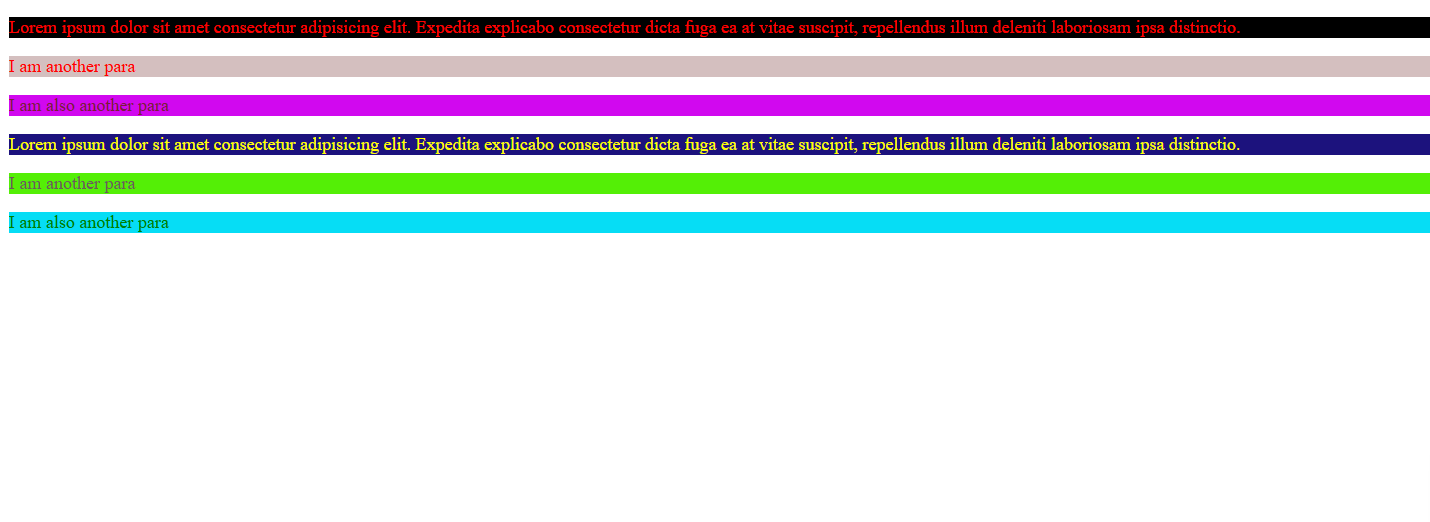 Lorem ipsum dolor sit amet consectetur adipisicing elit. Expedita explicabo consectetur dicta fuga ea at vitae suscipit, repellendus illum deleniti laboriosam ipsa distinctio.
I am another para
I am also another para
Lorem ipsum dolor sit amet consectetur adipisicing elit. Expedita explicabo consectetur dicta fuga ea at vitae suscipit, repellendus illum deleniti laboriosam ipsa distinctio.
I am another para
I am also another para